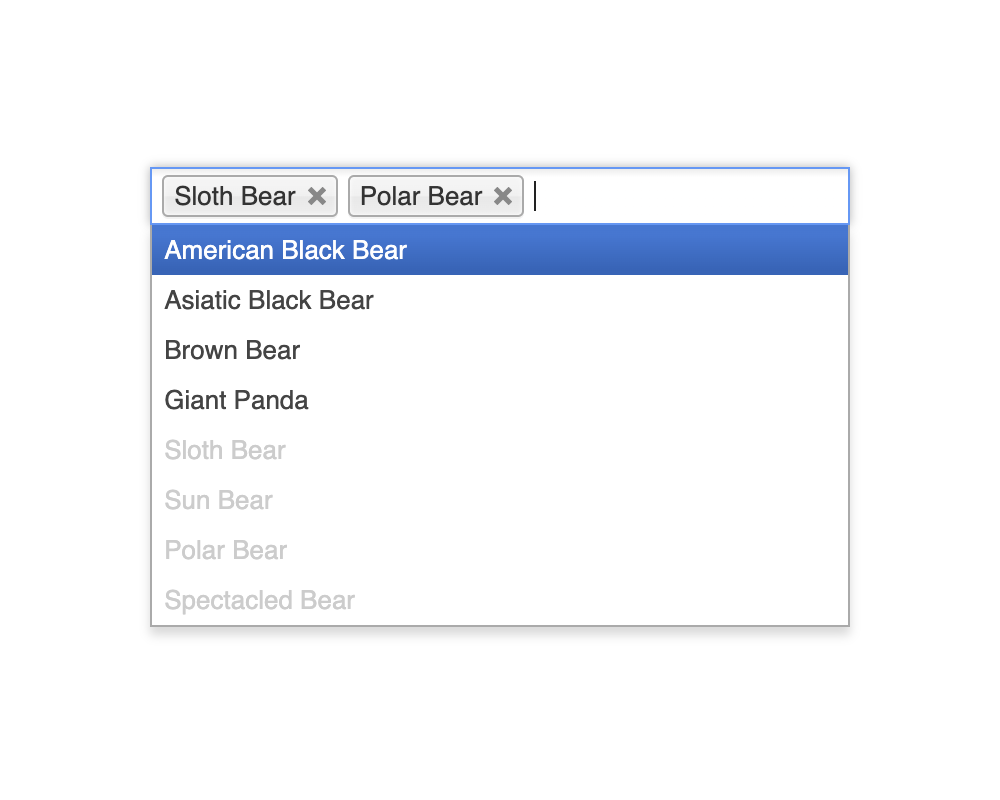 Sloth Bear Polar Bear
American Black Bear
Asiatic Black Bear
Brown Bear
Giant Panda
Sloth Bear
Sun Bear
Polar Bear
Spectacled Bear